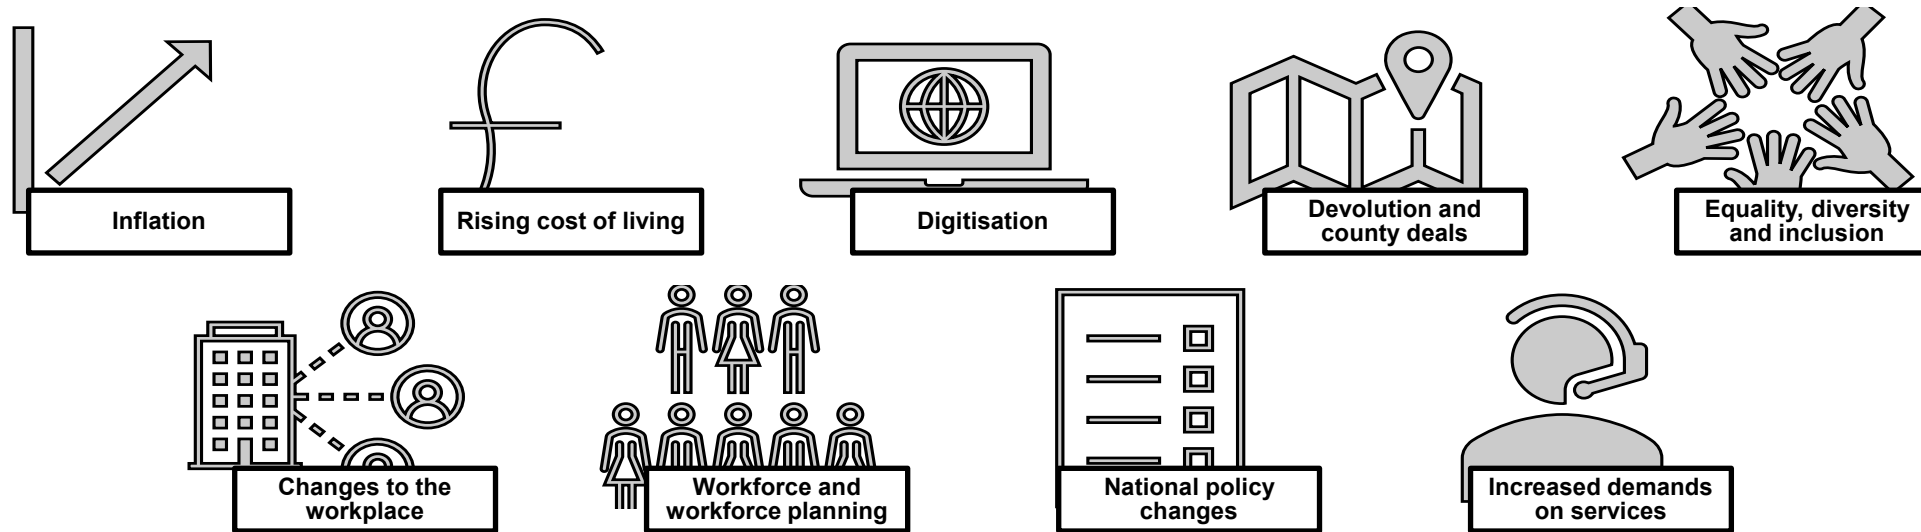 Inflation
Rising cost of living
Digitisation
Devolution and
county deals
Equality, diversity
and inclusion
Changes to the
workplace
Workforce and
workforce planning
National policy
changes
Increased demands
on services